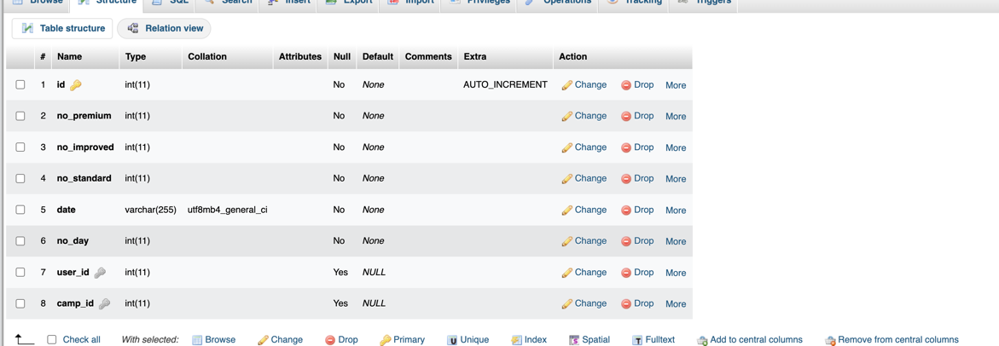 Browse Structure SQL Search Insert Export Import Privileges Operations Tracking Triggers
Table structure Relation view
# Name Type Collation Attributes Null Default Comments Extra Action
1 id int(11) No None AUTO_INCREMENT Change Drop More
2 no_premium int(11) No None Change Drop More
3 no_improved int(11) No None Change Drop More
4 no_standard int(11) No None Change Drop More
5 date varchar(255) utf8mb4_general_ci No None Change Drop More
6 no_day int(11) No None Change Drop More
7 user_id int(11) Yes NULL Change Drop More
8 camp_id int(11) Yes NULL Change Drop More
Check all With selected: Browse Change Drop Primary Unique Index Spatial Fulltext Add to central columns Remove from central columns